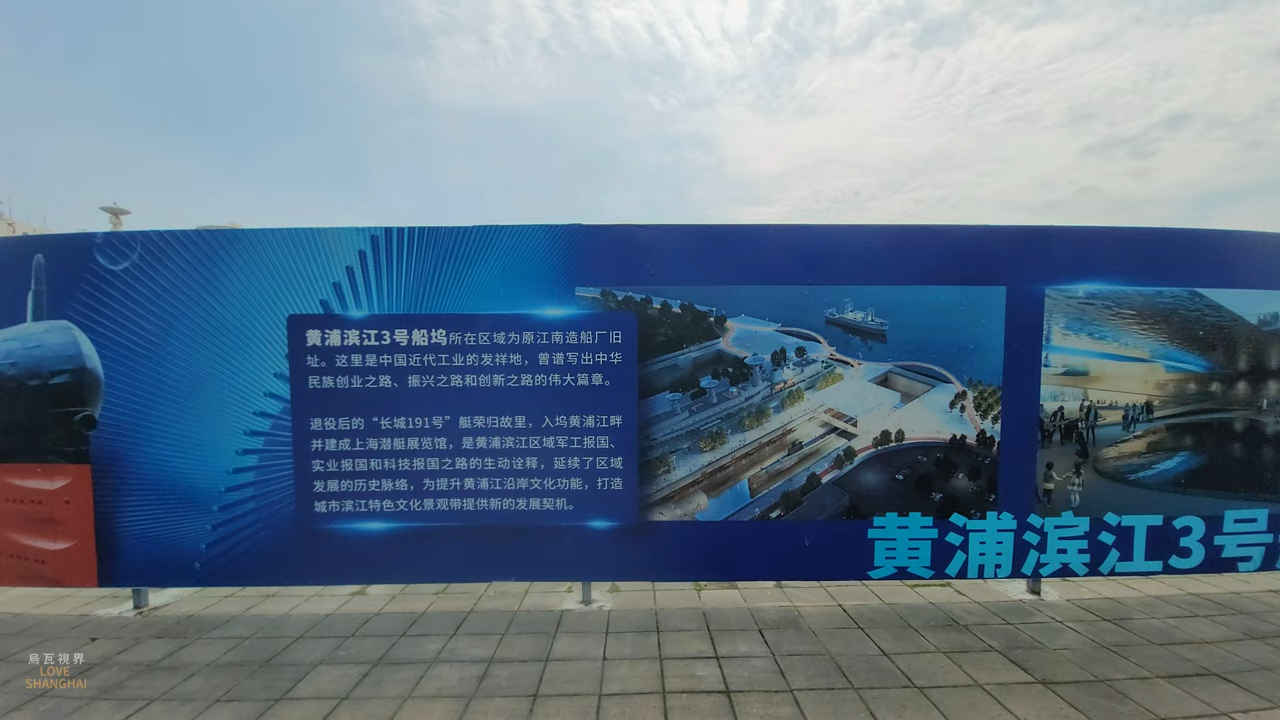 黄浦滨江3号船坞所在区域为原江南造船厂旧
址。这里是中国近代工业的发祥地，曾谱写出中华
民族创业之路、振兴之路和创新之路的伟大篇章。
退役后的“长城191号”艇荣归故里，入坞黄浦江畔
并建成上海潜艇展览馆，是黄浦滨江区域军工报国、
实业报国和科技报国之路的生动诠释，延续了区域
发展的历史脉络，为提升黄浦江沿岸文化功能，打造
城市滨江特色文化景观带提供新的发展契机。
黄浦滨江3号
烏瓦視界
LOVE
SHANGHAI